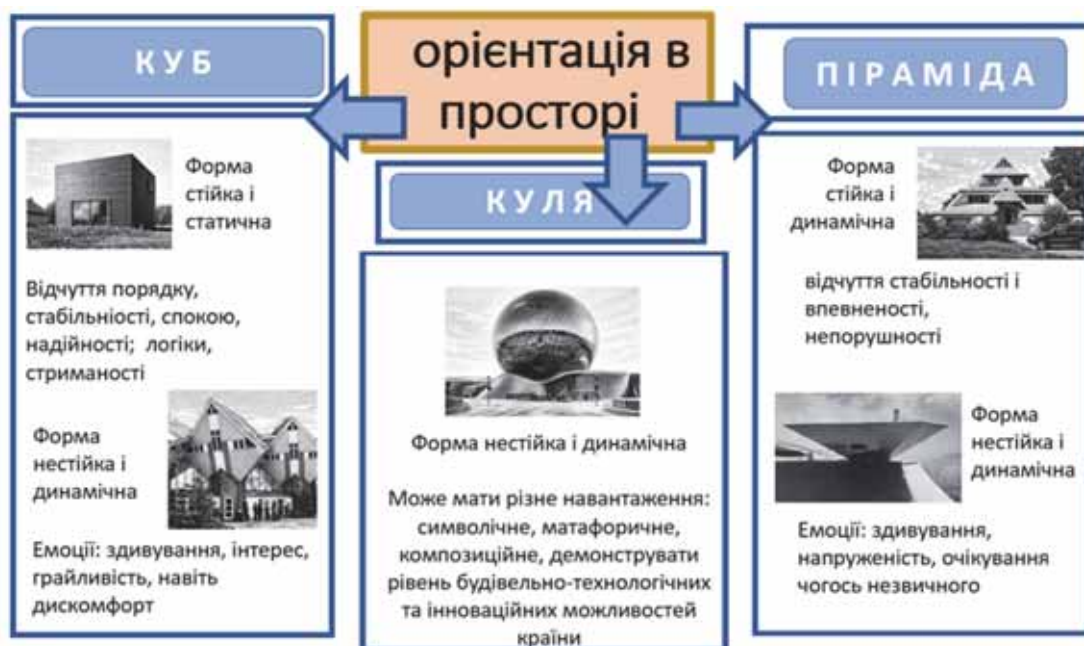 орієнтація в
просторі
КУБ
Форма
стійка і
статична
Відчуття порядку,
стабільніості, спокою,
надійності; логіки,
стриманості
Форма
нестійка і
динамічна
Емоції: здивування, інтерес,
грайливість, навіть
дискомфорт
КУЛЯ
Форма нестійка і динамічна
Може мати різне навантаження:
символічне, матафоричне,
композиційне, демонструвати
рівень будівельно-технологічних
та інноваційних можливостей
країни
ПІРАМІДА
Форма
стійка і
динамічна
відчуття стабільності і
впевненості,
непорушності
Форма
нестійка і
динамічна
Емоції: здивування,
напруженість, очікування
чогось незвичного